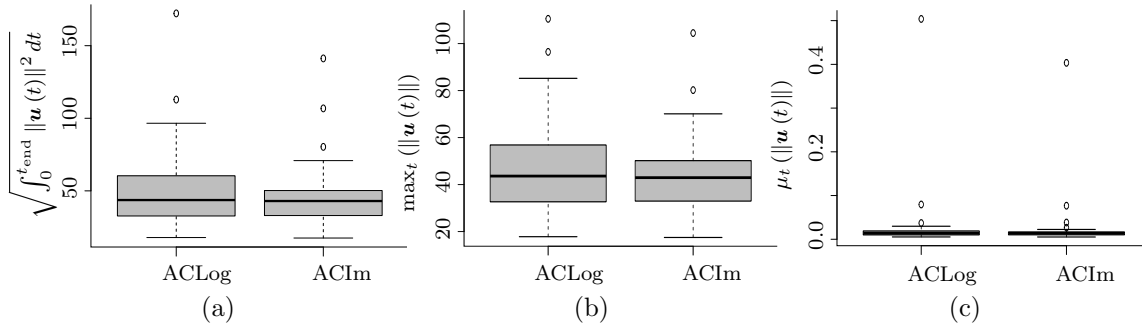 √∫₀^{t_end} ‖u(t)‖² dt
150
100
50
ACLog
ACIm
(a)
max_t (‖u(t)‖)
100
80
60
40
20
ACLog
ACIm
(b)
μ_t (‖u(t)‖)
0.4
0.2
0.0
ACLog
ACIm
(c)